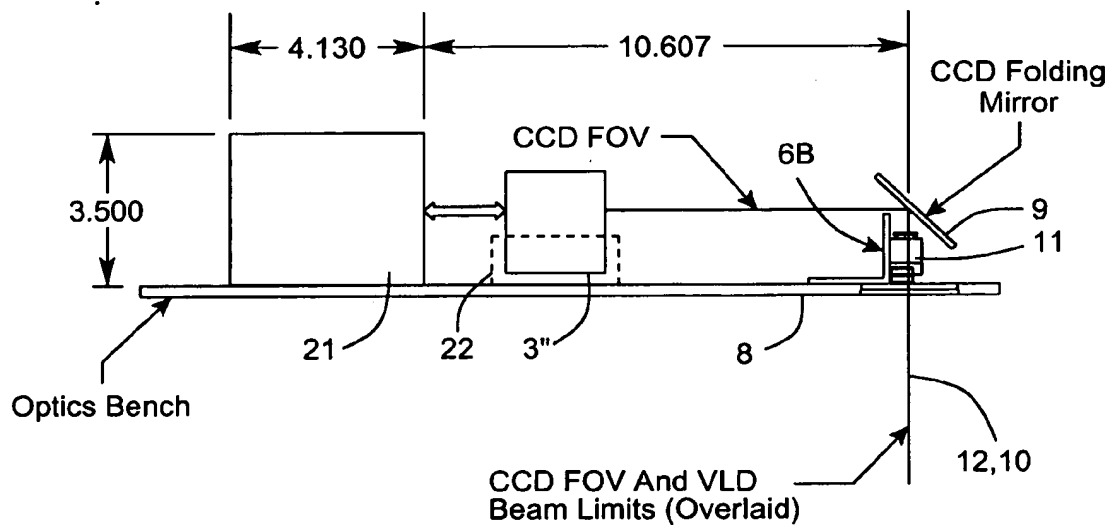 4.130
10.607
CCD Folding
Mirror
CCD FOV
6B
9
3.500
11
21
22
3"
8
Optics Bench
12,10
CCD FOV And VLD
Beam Limits (Overlaid)